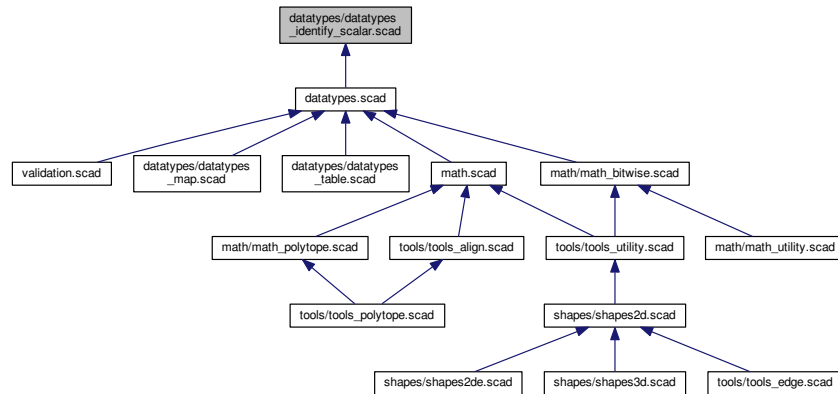 datatypes/datatypes
_identify_scalar.scad
datatypes.scad
validation.scad
datatypes/datatypes
_map.scad
datatypes/datatypes
_table.scad
math.scad
math/math_bitwise.scad
math/math_polytope.scad
tools/tools_align.scad
tools/tools_utility.scad
math/math_utility.scad
tools/tools_polytope.scad
shapes/shapes2d.scad
shapes/shapes2de.scad
shapes/shapes3d.scad
tools/tools_edge.scad